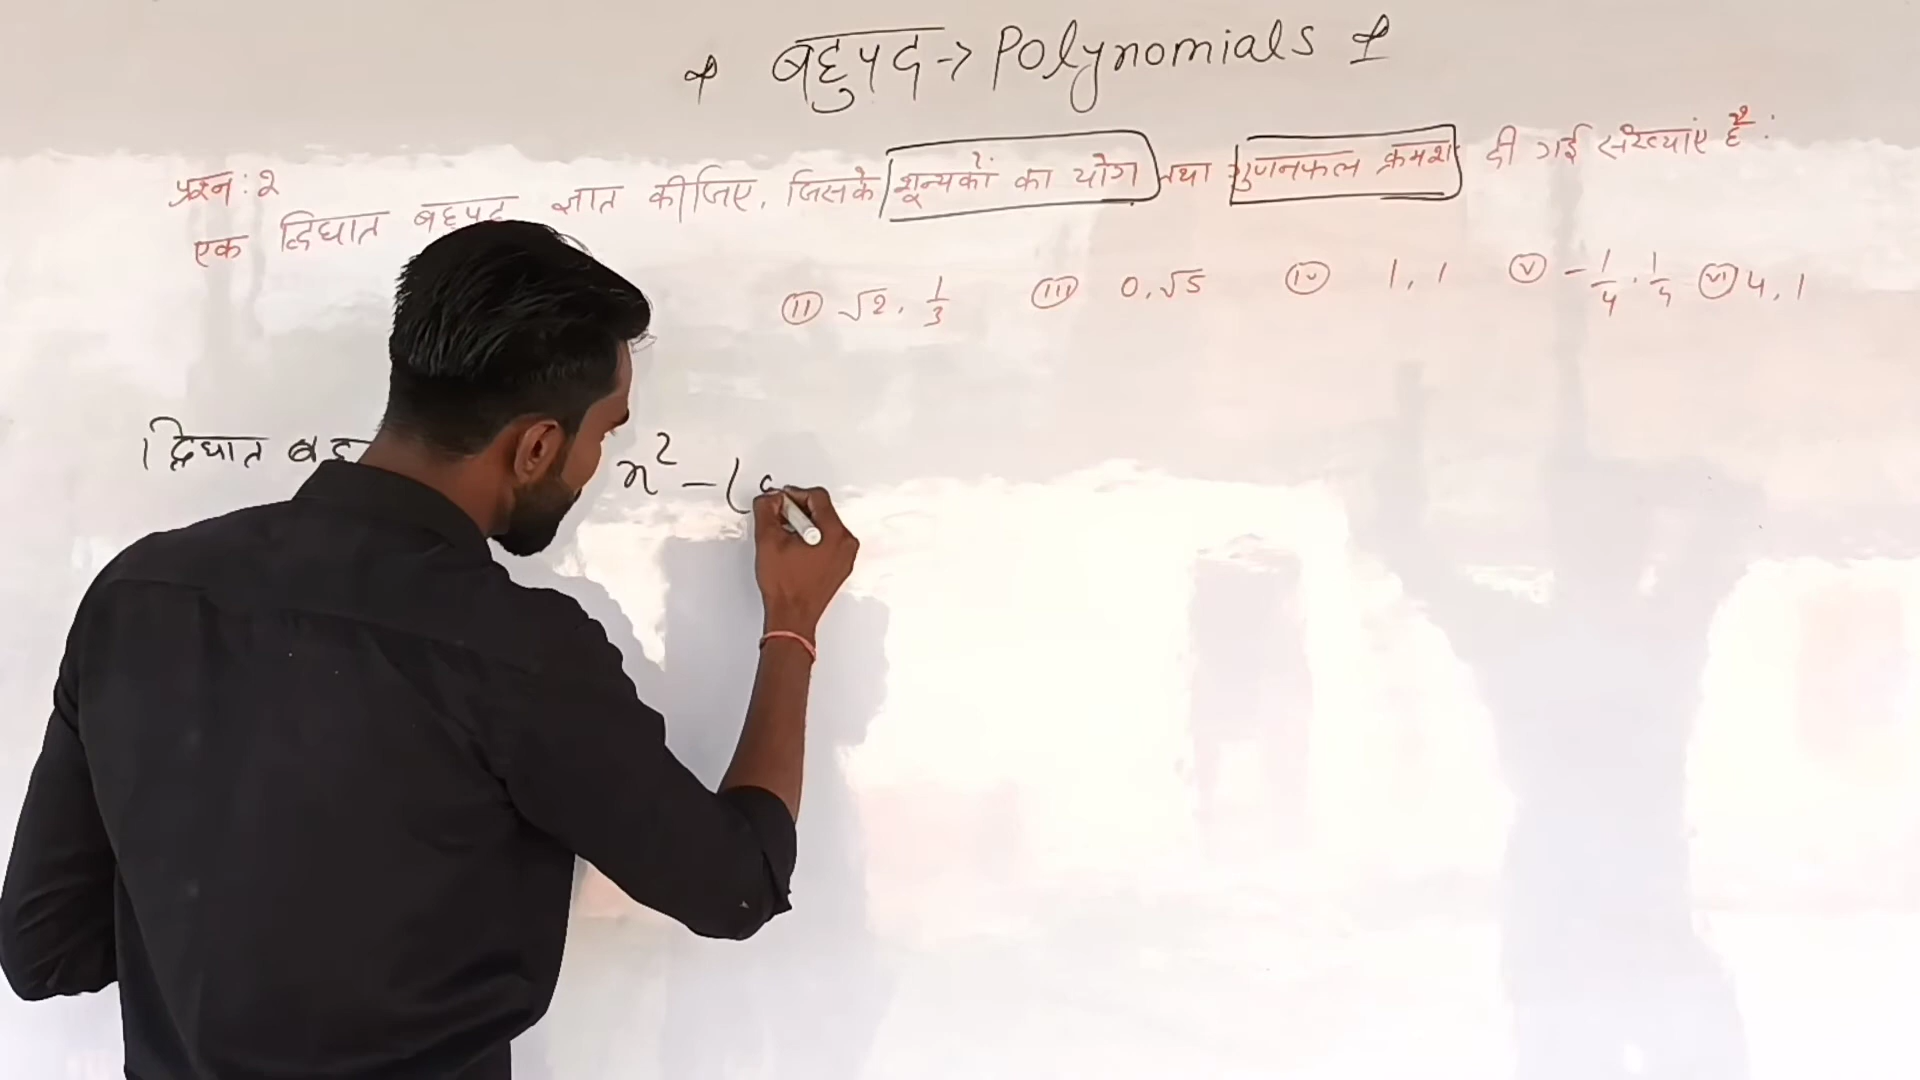 बहुपद -> Polynomials
प्रश्न: २
एक द्विघात बहुपद ज्ञात कीजिए, जिसके शून्यकों का योग तथा गुणनफल क्रमश दी गई संख्याएं है :
(ii) √2, 1/3 (iii) 0, √5 (iv) 1, 1 (v) -1/4, 1/4 (vi) 4, 1
द्विघात
x² - (